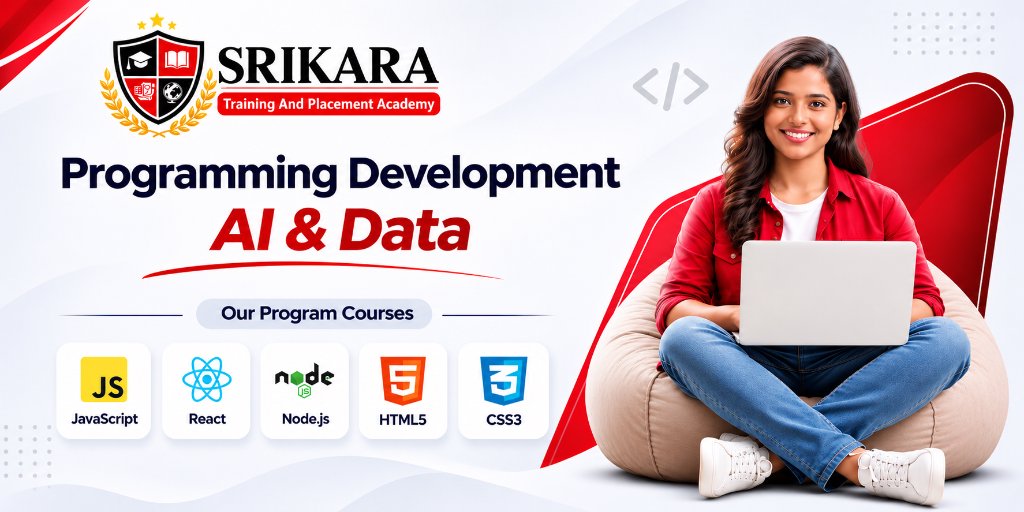 SRIKARA
Training And Placement Academy
</>
Programming Development
AI & Data
Our Program Courses
JS
JavaScript
React
node
JS
Node.js
5
HTML5
3
CSS3